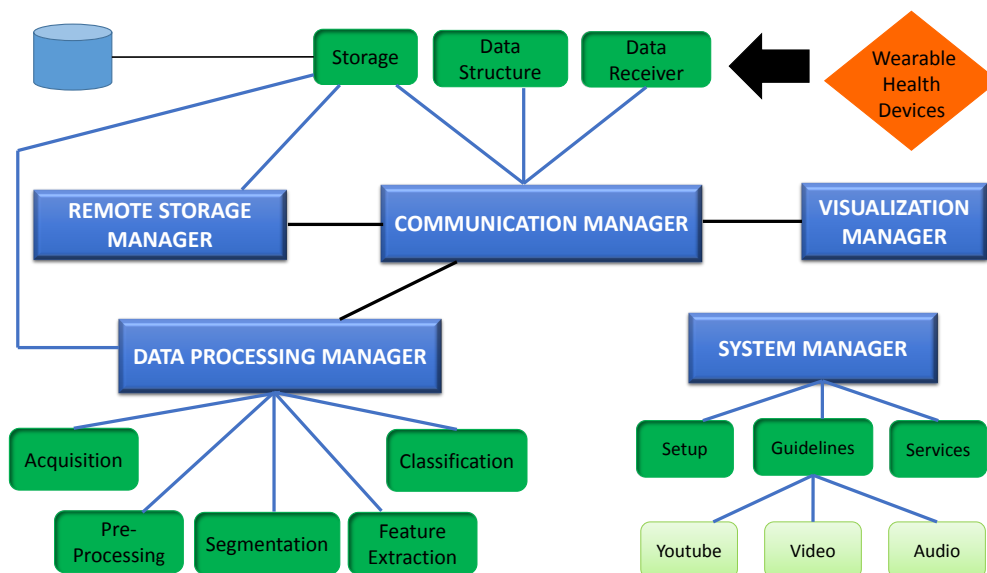 Storage
Data
Structure
Data
Receiver
Wearable
Health
Devices
REMOTE STORAGE
MANAGER
COMMUNICATION MANAGER
VISUALIZATION
MANAGER
DATA PROCESSING MANAGER
SYSTEM MANAGER
Acquisition
Classification
Setup
Guidelines
Services
Pre-
Processing
Segmentation
Feature
Extraction
Youtube
Video
Audio